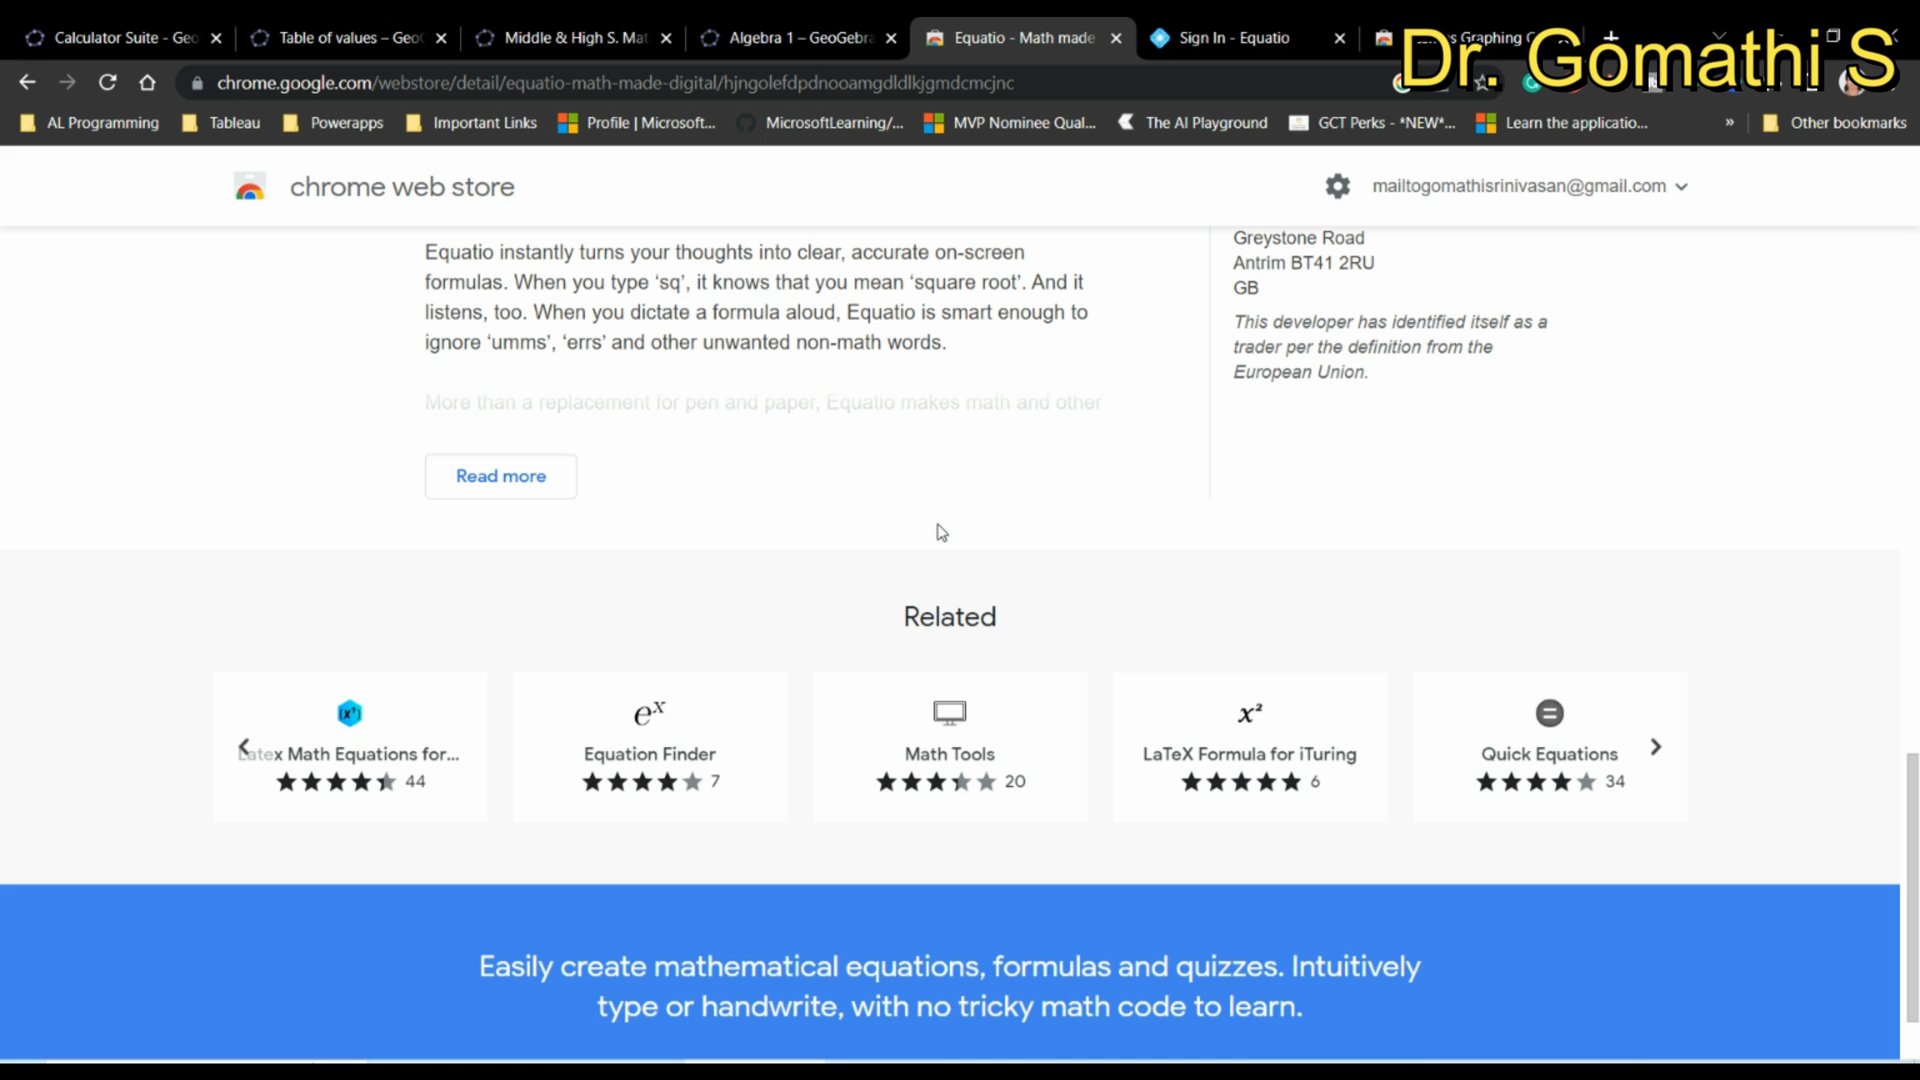 Calculator Suite - Geo
Table of values – GeoG
Middle & High S. Mat
Algebra 1 – GeoGebra
Equatio - Math made
Sign In - Equatio
Graphing
Dr. Gomathi S
chrome.google.com/webstore/detail/equatio-math-made-digital/hjngolefdpdnooamgdldlkjgmdcmcjnc
AL Programming
Tableau
Powerapps
Important Links
Profile | Microsoft...
MicrosoftLearning/...
MVP Nominee Qual...
The AI Playground
GCT Perks - *NEW*...
Learn the applicatio...
»
Other bookmarks
chrome web store
mailtogomathisrinivasan@gmail.com
Equatio instantly turns your thoughts into clear, accurate on-screen
formulas. When you type ‘sq’, it knows that you mean ‘square root’. And it
listens, too. When you dictate a formula aloud, Equatio is smart enough to
ignore ‘umms’, ‘errs’ and other unwanted non-math words.
More than a replacement for pen and paper, Equatio makes math and other
Read more
Greystone Road
Antrim BT41 2RU
GB
This developer has identified itself as a
trader per the definition from the
European Union.
Related
Latex Math Equations for...
44
Equation Finder
7
Math Tools
20
LaTeX Formula for iTuring
6
Quick Equations
34
Easily create mathematical equations, formulas and quizzes. Intuitively
type or handwrite, with no tricky math code to learn.